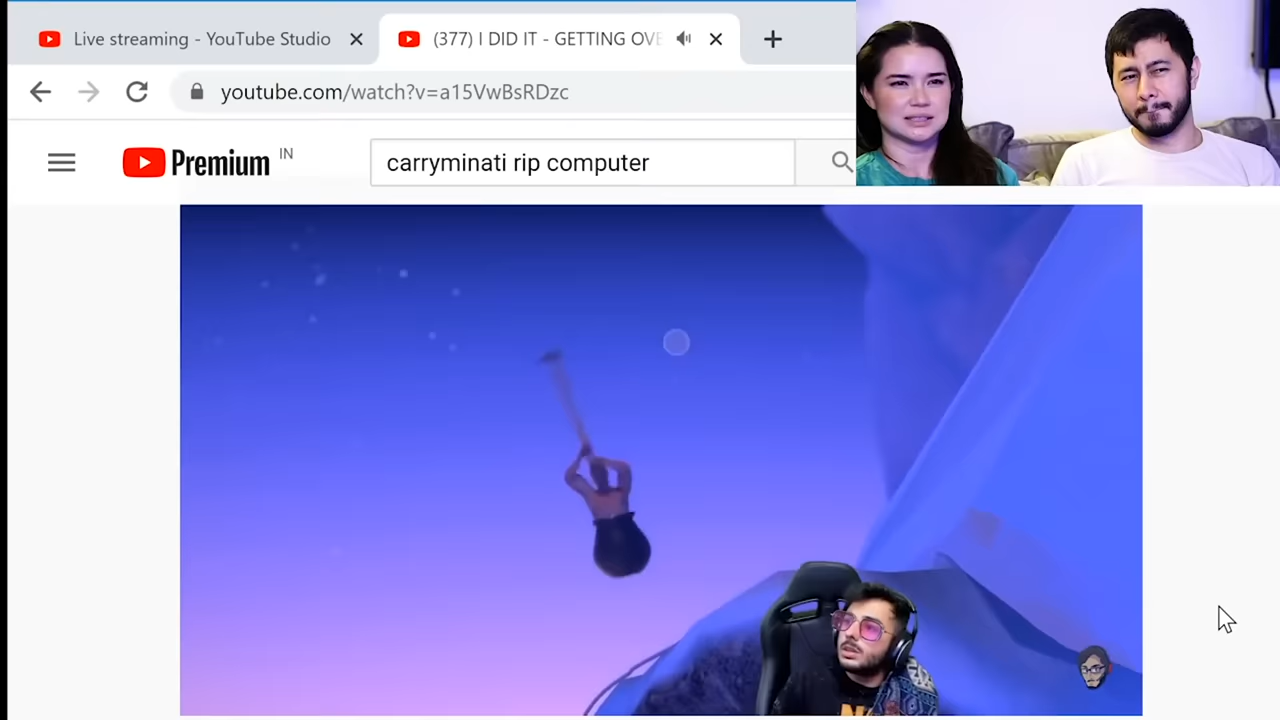 Live streaming - YouTube Studio
(377) I DID IT - GETTING OVE
youtube.com/watch?v=a15VwBsRDzc
Premium IN
carryminati rip computer